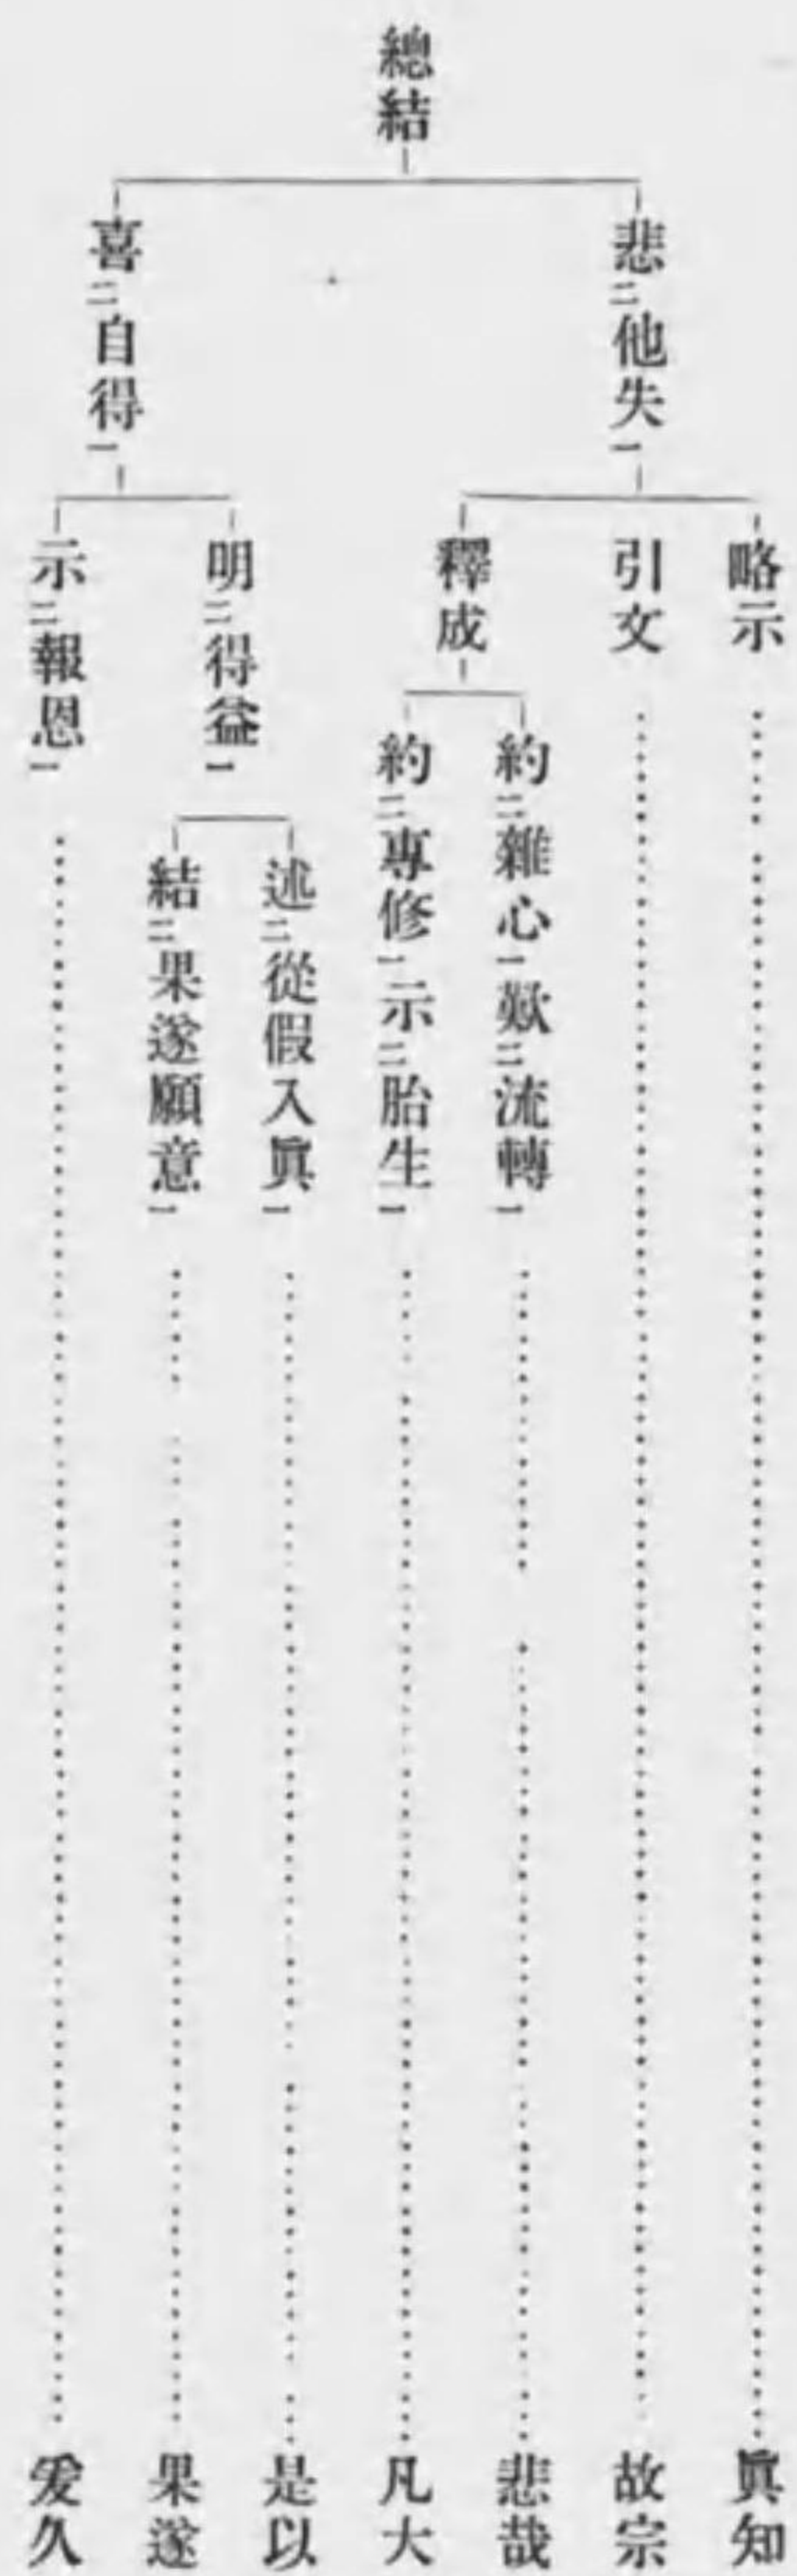 總結
悲㆓他失㆒
略示……眞知
引文……故宗
釋成
約㆓雜心㆒歎㆓流轉㆒……悲哉
約㆓專修㆒示㆓胎生㆒……凡大
喜㆓自得㆒
明㆓得益㆒
述㆓從假入眞㆒……是以
結㆓果遂願意㆒……果遂
示㆓報恩㆒……爰久